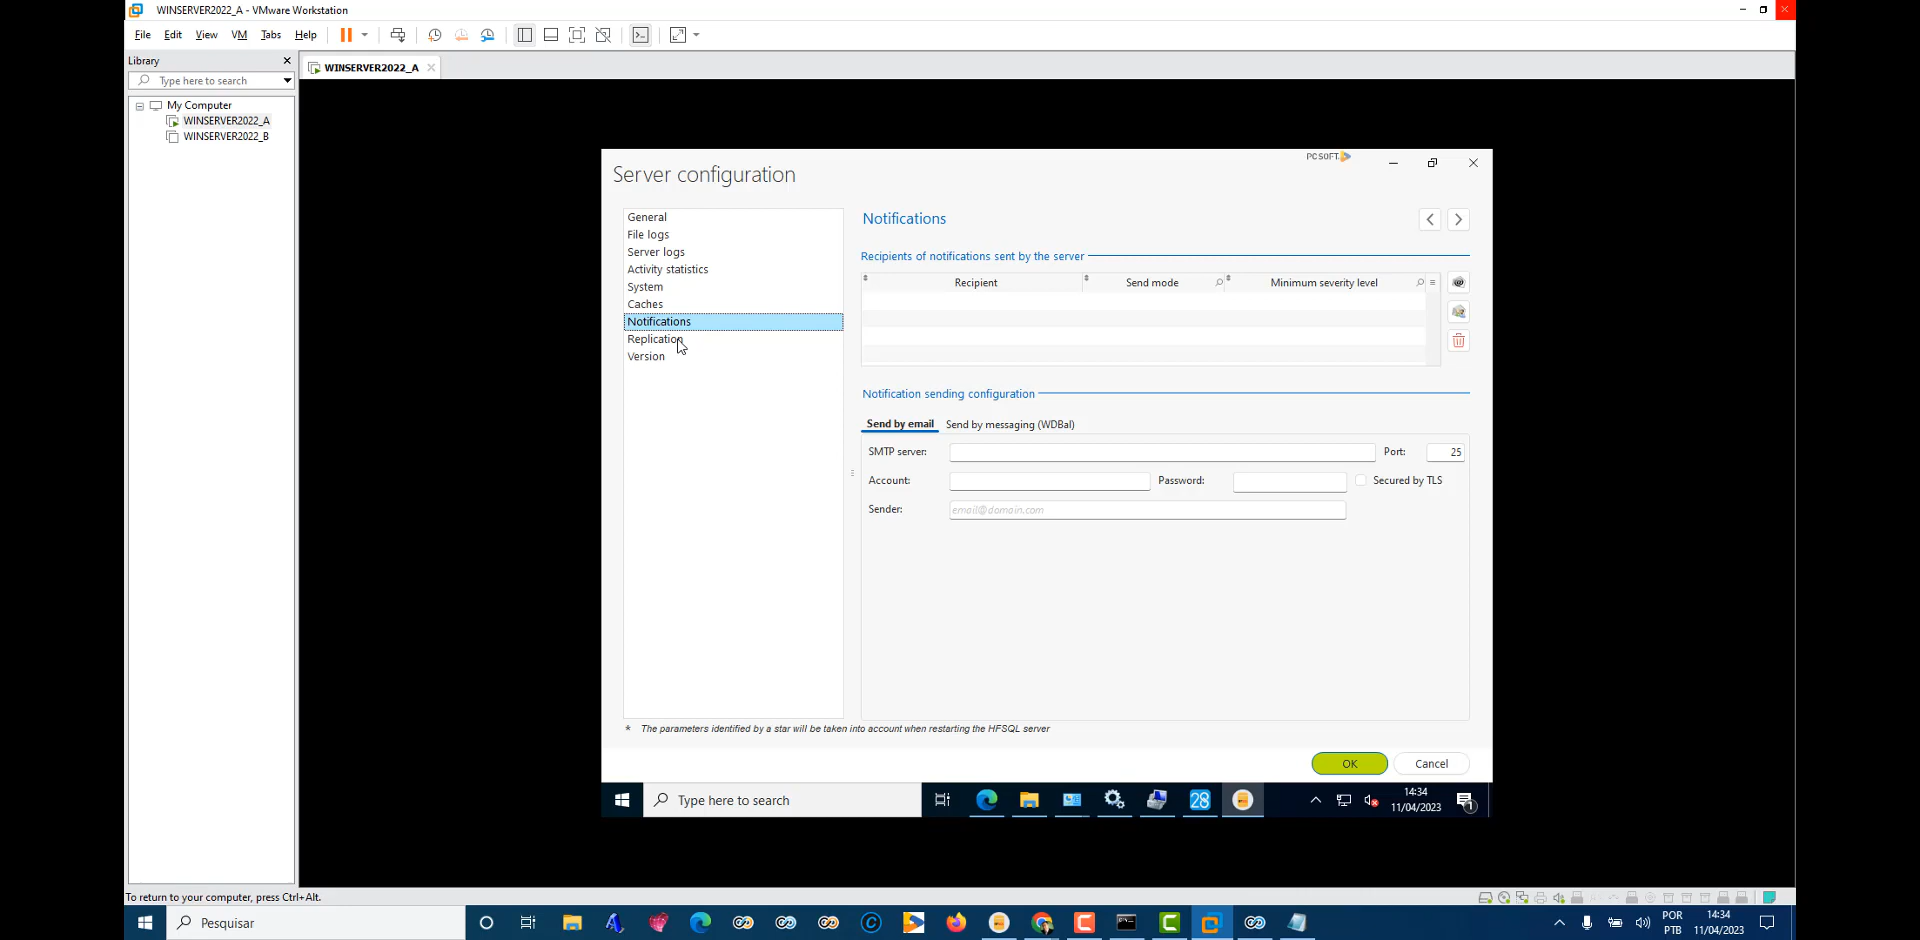 WINSERVER2022_A - VMware Workstation
File Edit View VM Tabs Help
Library
WINSERVER2022_A
Type here to search
My Computer
WINSERVER2022_A
WINSERVER2022_B
PC SOFT
Server configuration
General
File logs
Server logs
Activity statistics
System
Caches
Notifications
Replication
Version
Notifications
Recipients of notifications sent by the server
Recipient Send mode Minimum severity level
Notification sending configuration
Send by email Send by messaging (WDBal)
SMTP server: Port: 25
Account: Password: Secured by TLS
Sender: email@domain.com
* The parameters identified by a star will be taken into account when restarting the HFSQL server
OK Cancel
Type here to search
28
14:34
11/04/2023
1
To return to your computer, press Ctrl+Alt.
Pesquisar
POR
PTB
14:34
11/04/2023